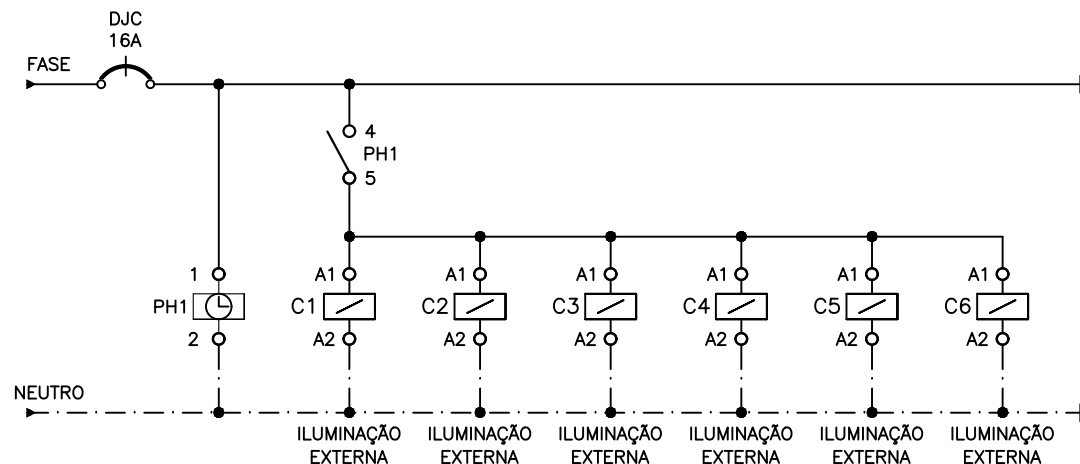 DJC
16A
FASE
4
PH1
5
1
PH1
2
A1
C1
A2
A1
C2
A2
A1
C3
A2
A1
C4
A2
A1
C5
A2
A1
C6
A2
NEUTRO
ILUMINAÇÃO
EXTERNA
ILUMINAÇÃO
EXTERNA
ILUMINAÇÃO
EXTERNA
ILUMINAÇÃO
EXTERNA
ILUMINAÇÃO
EXTERNA
ILUMINAÇÃO
EXTERNA